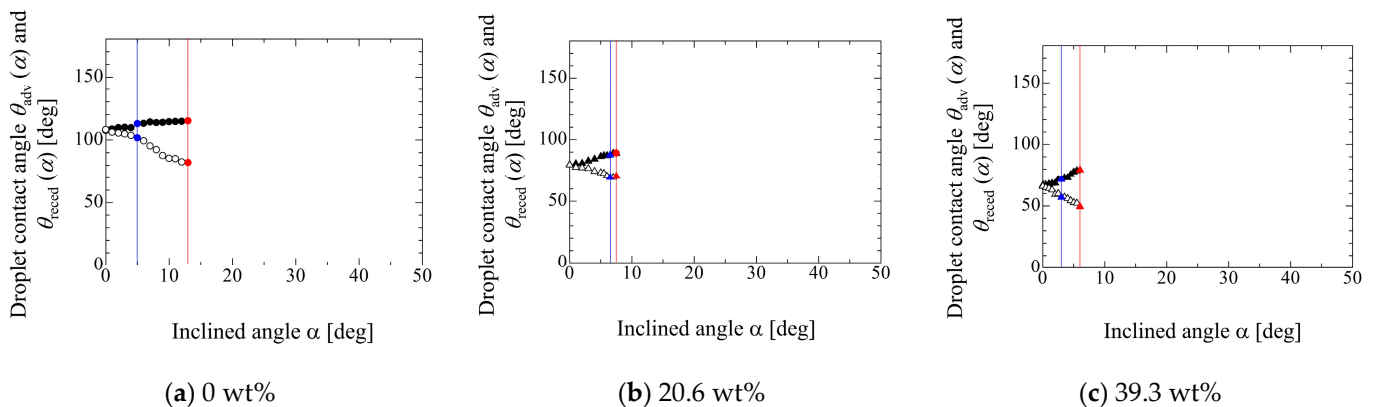 Droplet contact angle θadv (α) and
θreced (α) [deg]
150
100
50
0
0 10 20 30 40 50
Inclined angle α [deg]
(a) 0 wt%
Droplet contact angle θadv (α) and
θreced (α) [deg]
150
100
50
0
0 10 20 30 40 50
Inclined angle α [deg]
(b) 20.6 wt%
Droplet contact angle θadv (α) and
θreced (α) [deg]
150
100
50
0
0 10 20 30 40 50
Inclined angle α [deg]
(c) 39.3 wt%